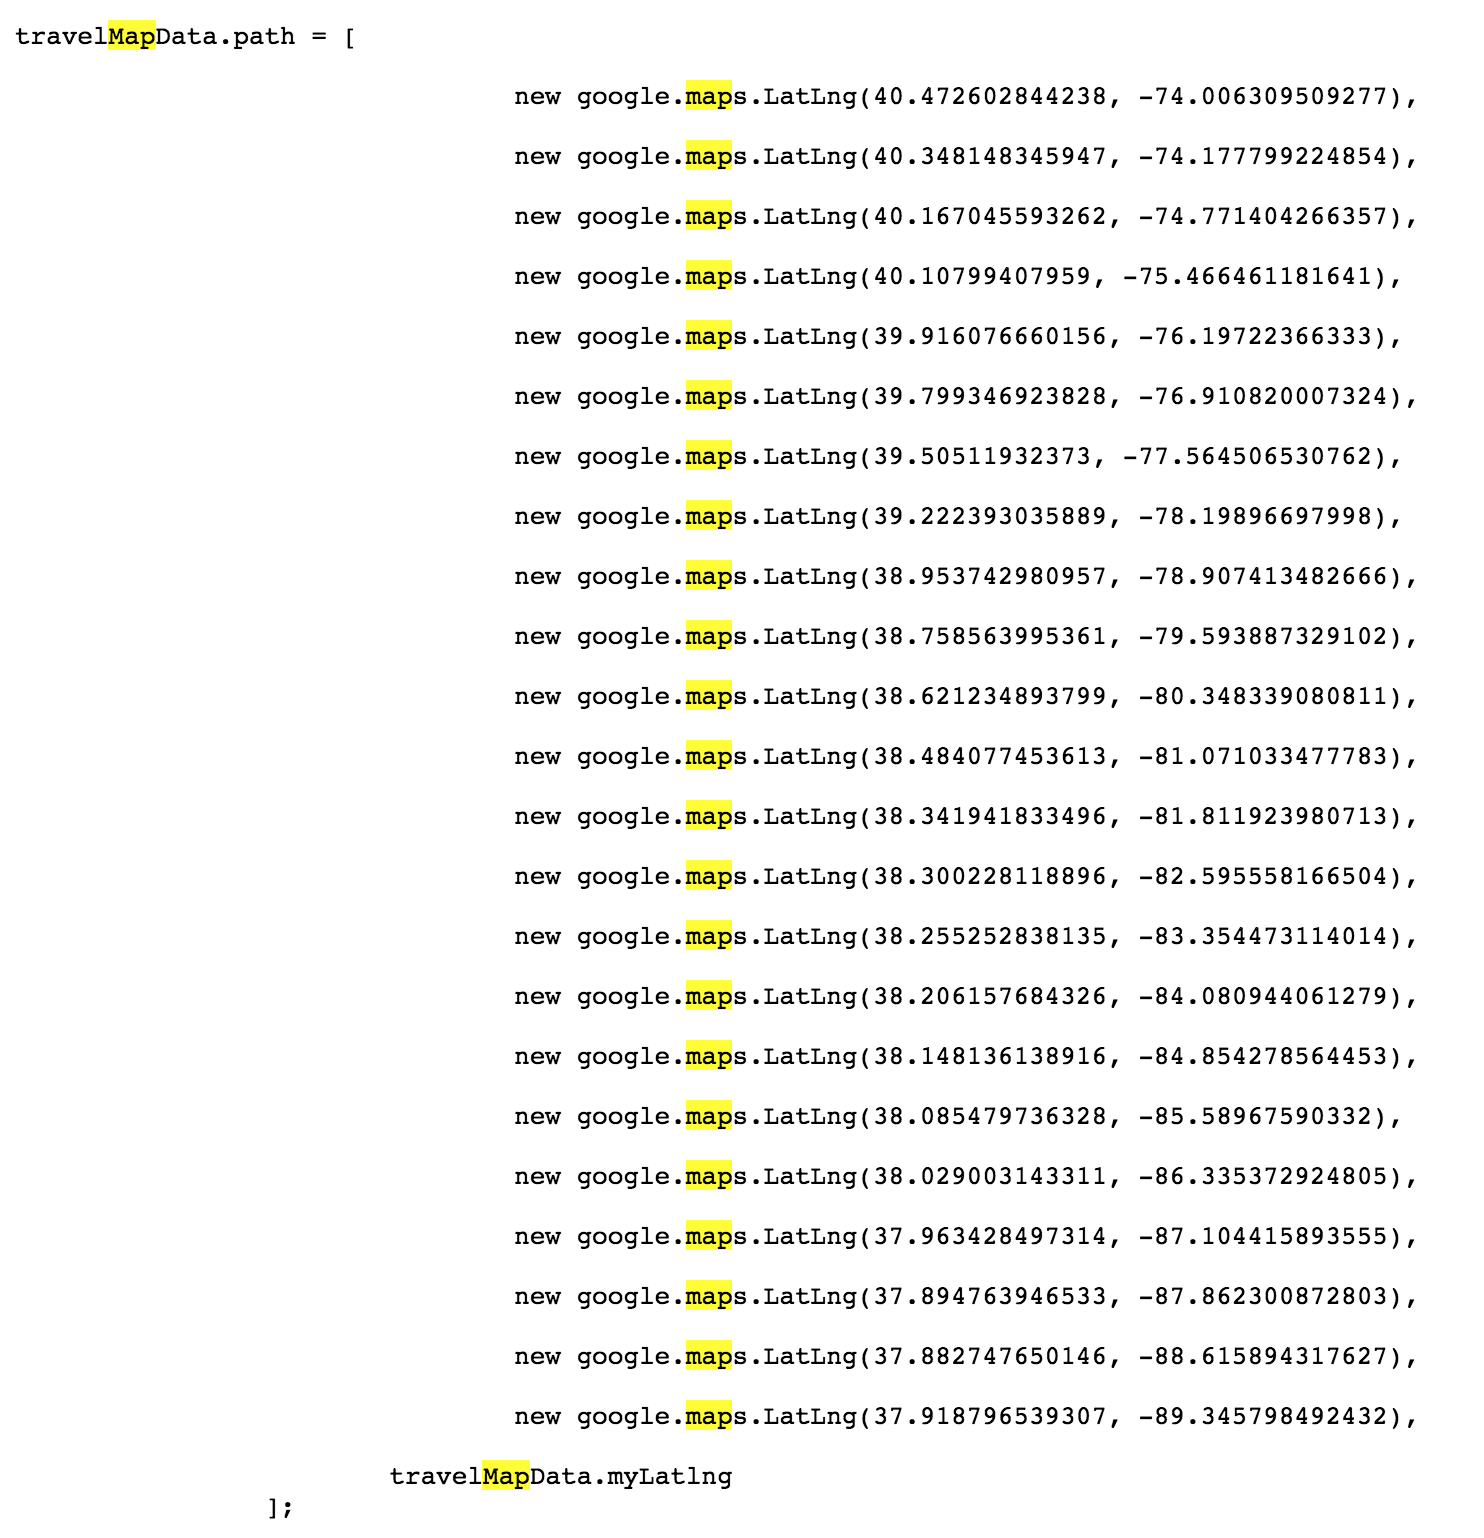 travelMapData.path = [
new google.maps.LatLng(40.472602844238, -74.006309509277),
new google.maps.LatLng(40.348148345947, -74.177799224854),
new google.maps.LatLng(40.167045593262, -74.771404266357),
new google.maps.LatLng(40.10799407959, -75.466461181641),
new google.maps.LatLng(39.916076660156, -76.19722366333),
new google.maps.LatLng(39.799346923828, -76.910820007324),
new google.maps.LatLng(39.50511932373, -77.564506530762),
new google.maps.LatLng(39.222393035889, -78.19896697998),
new google.maps.LatLng(38.953742980957, -78.907413482666),
new google.maps.LatLng(38.758563995361, -79.593887329102),
new google.maps.LatLng(38.621234893799, -80.348339080811),
new google.maps.LatLng(38.484077453613, -81.071033477783),
new google.maps.LatLng(38.341941833496, -81.811923980713),
new google.maps.LatLng(38.300228118896, -82.595558166504),
new google.maps.LatLng(38.255252838135, -83.354473114014),
new google.maps.LatLng(38.206157684326, -84.080944061279),
new google.maps.LatLng(38.148136138916, -84.854278564453),
new google.maps.LatLng(38.085479736328, -85.58967590332),
new google.maps.LatLng(38.029003143311, -86.335372924805),
new google.maps.LatLng(37.963428497314, -87.104415893555),
new google.maps.LatLng(37.894763946533, -87.862300872803),
new google.maps.LatLng(37.882747650146, -88.615894317627),
new google.maps.LatLng(37.918796539307, -89.345798492432),
travelMapData.myLatlng
];